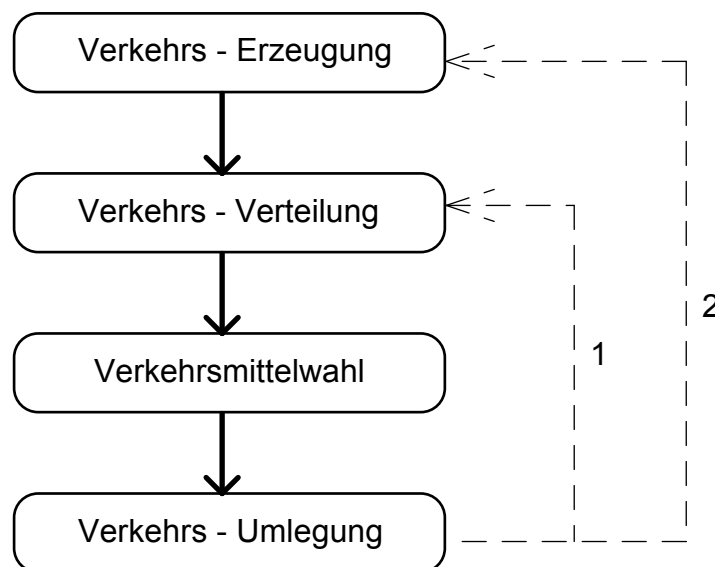 Verkehrs - Erzeugung
Verkehrs - Verteilung
2
1
Verkehrsmittelwahl
Verkehrs - Umlegung